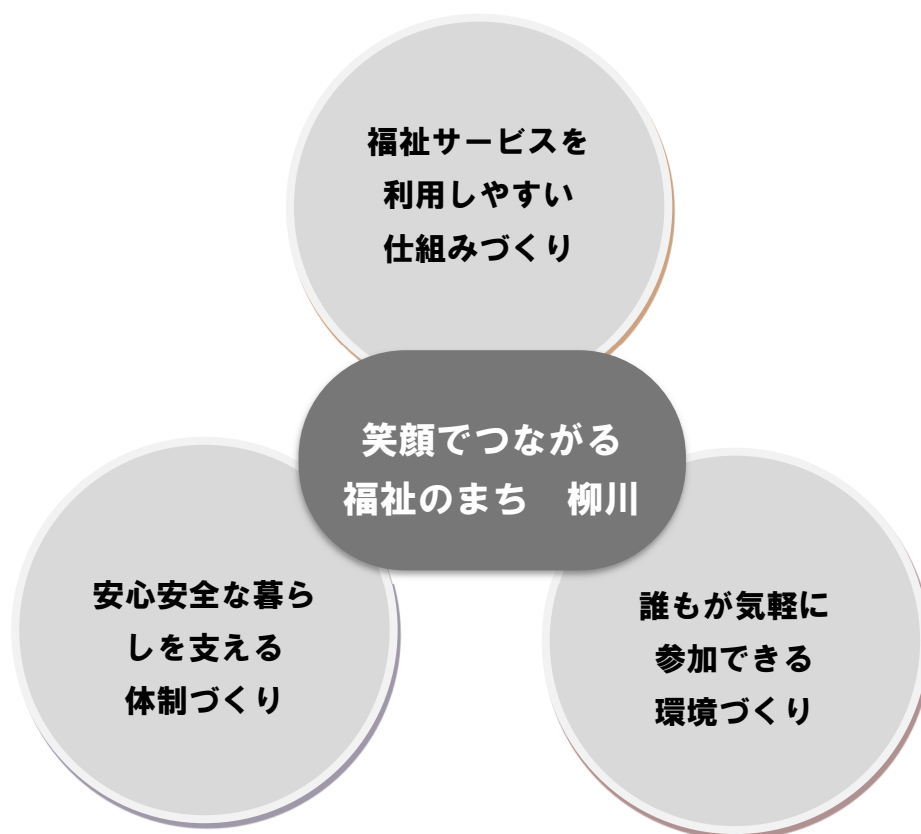 福祉サービスを
利用しやすい
仕組みづくり
笑顔でつながる
福祉のまち　柳川
安心安全な暮ら
しを支える
体制づくり
誰もが気軽に
参加できる
環境づくり